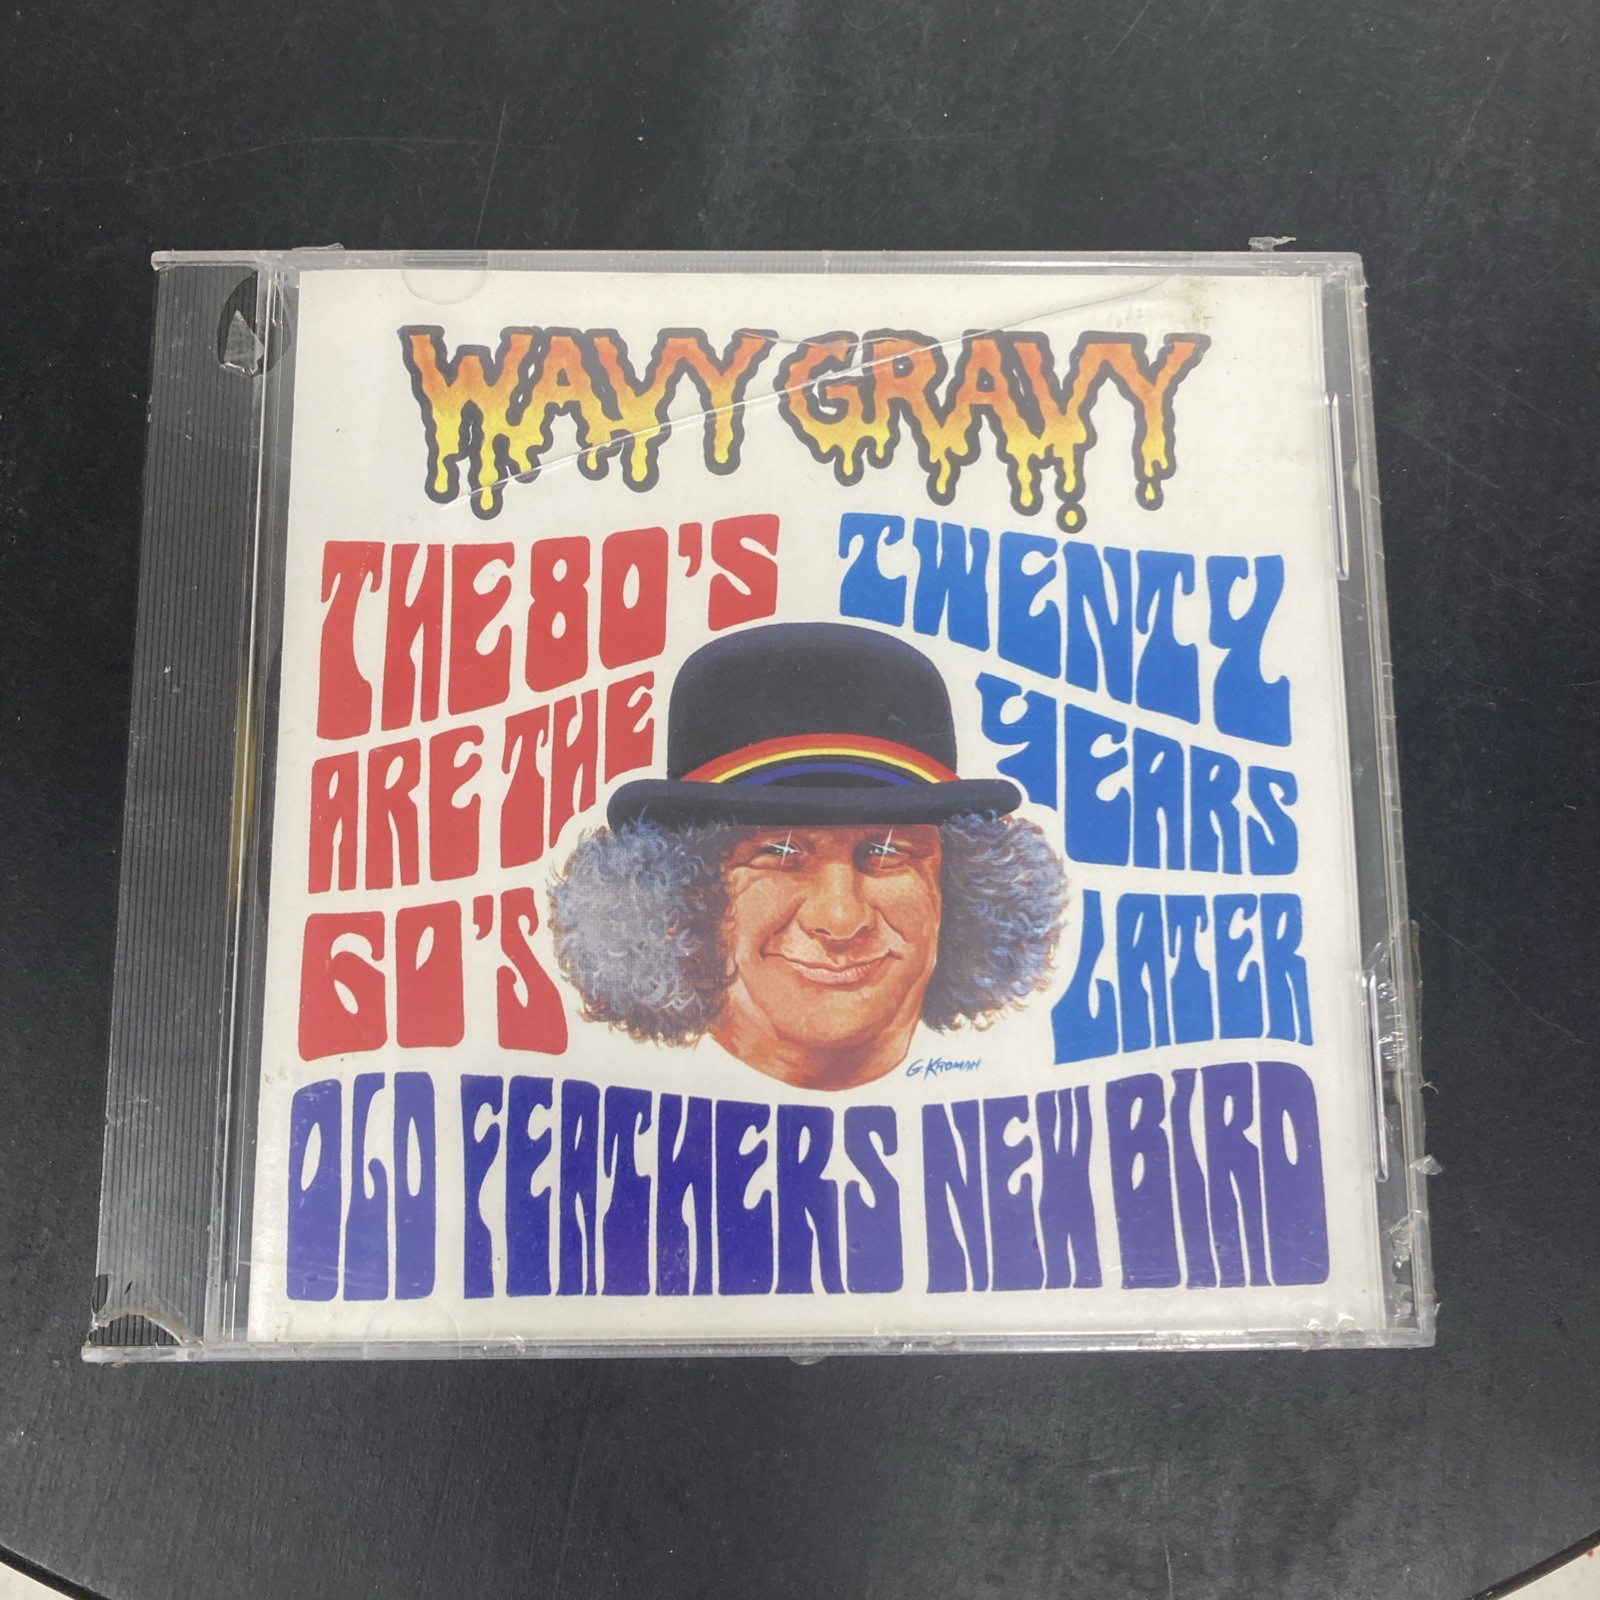 WAVY GRAVY
THE 80'S
ARE THE
60'S
TWENTY
YEARS
LATER
G. KROMAN
OLD FEATHERS NEW BIRD